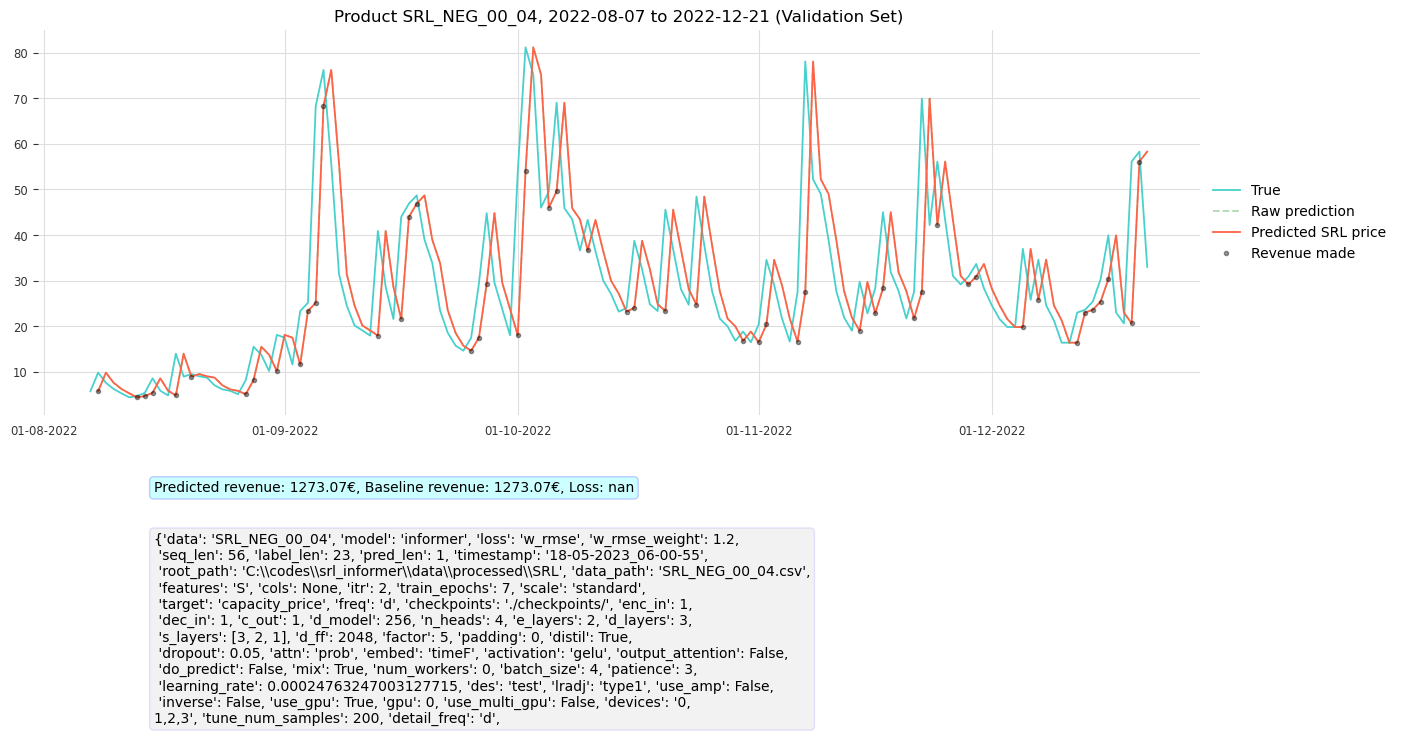 Product SRL_NEG_00_04, 2022-08-07 to 2022-12-21 (Validation Set)
80
70
60
50
40
30
20
10
01-08-2022
01-09-2022
01-10-2022
01-11-2022
01-12-2022
True
Raw prediction
Predicted SRL price
Revenue made
Predicted revenue: 1273.07€, Baseline revenue: 1273.07€, Loss: nan
{'data': 'SRL_NEG_00_04', 'model': 'informer', 'loss': 'w_rmse', 'w_rmse_weight': 1.2,
'seq_len': 56, 'label_len': 23, 'pred_len': 1, 'timestamp': '18-05-2023_06-00-55',
'root_path': 'C:\\codes\\srl_informer\\data\\processed\\SRL', 'data_path': 'SRL_NEG_00_04.csv',
'features': 'S', 'cols': None, 'itr': 2, 'train_epochs': 7, 'scale': 'standard',
'target': 'capacity_price', 'freq': 'd', 'checkpoints': './checkpoints/', 'enc_in': 1,
'dec_in': 1, 'c_out': 1, 'd_model': 256, 'n_heads': 4, 'e_layers': 2, 'd_layers': 3,
's_layers': [3, 2, 1], 'd_ff': 2048, 'factor': 5, 'padding': 0, 'distil': True,
'dropout': 0.05, 'attn': 'prob', 'embed': 'timeF', 'activation': 'gelu', 'output_attention': False,
'do_predict': False, 'mix': True, 'num_workers': 0, 'batch_size': 4, 'patience': 3,
'learning_rate': 0.00024763247003127715, 'des': 'test', 'lradj': 'type1', 'use_amp': False,
'inverse': False, 'use_gpu': True, 'gpu': 0, 'use_multi_gpu': False, 'devices': '0,
1,2,3', 'tune_num_samples': 200, 'detail_freq': 'd',